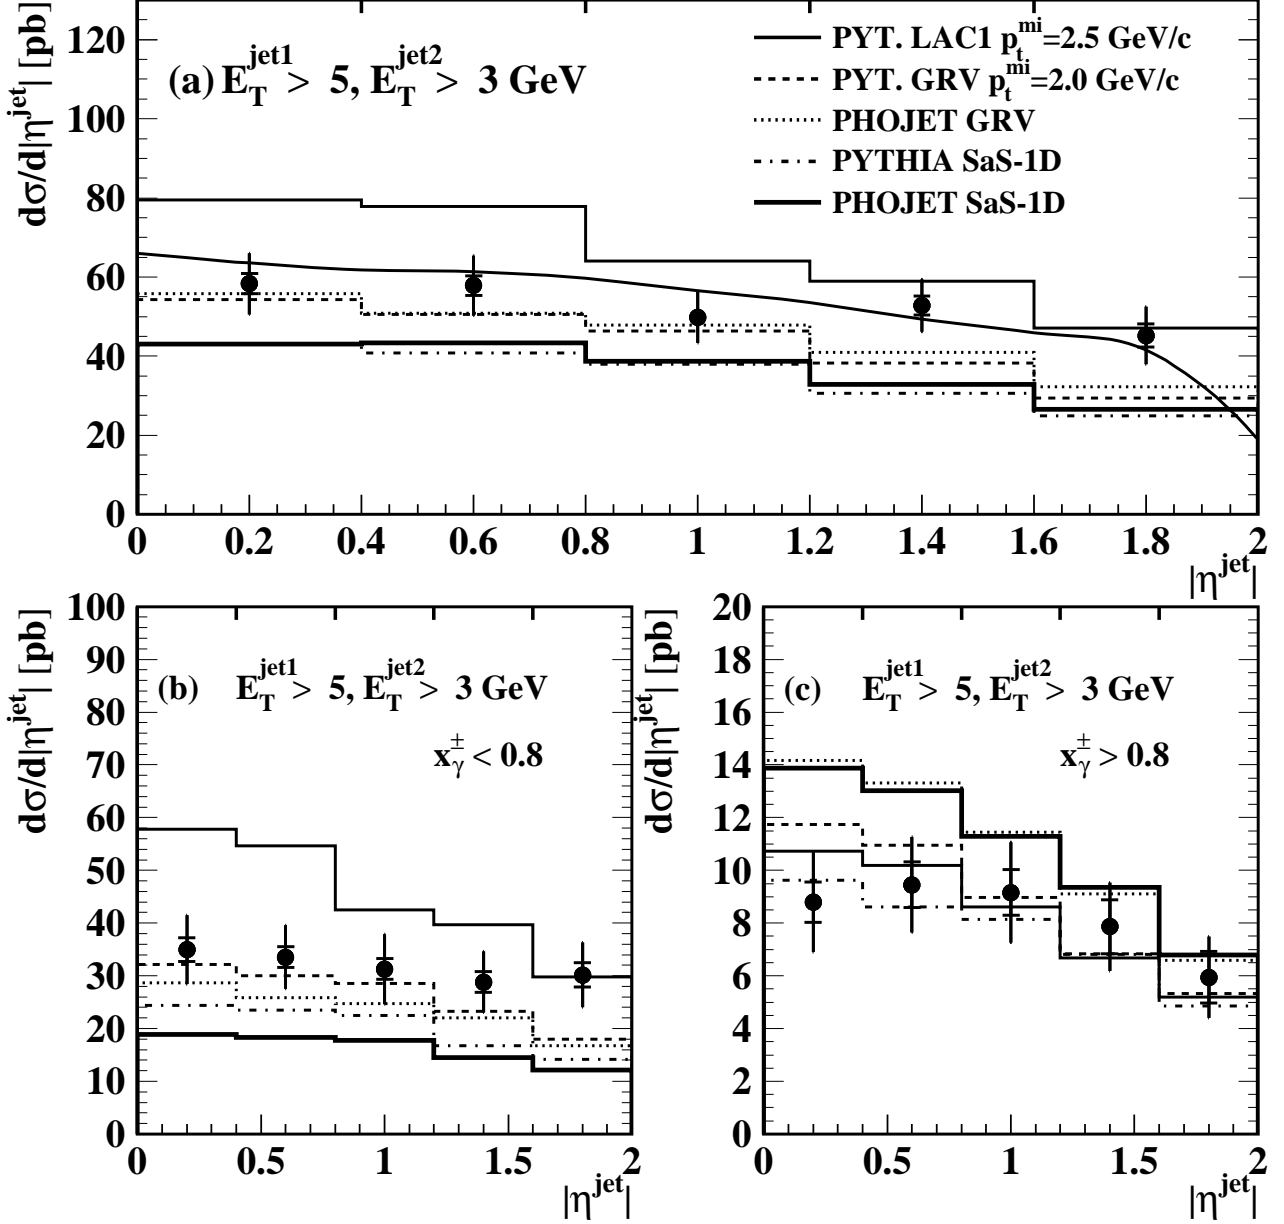 dσ/d|η^jet| [pb]
(a) E_T^jet1 > 5, E_T^jet2 > 3 GeV
PYT. LAC1 p_t^mi=2.5 GeV/c
PYT. GRV p_t^mi=2.0 GeV/c
PHOJET GRV
PYTHIA SaS-1D
PHOJET SaS-1D
120
100
80
60
40
20
0
0 0.2 0.4 0.6 0.8 1 1.2 1.4 1.6 1.8 2
|η^jet|
dσ/d|η^jet| [pb]
(b) E_T^jet1 > 5, E_T^jet2 > 3 GeV
x_γ^± < 0.8
100
90
80
70
60
50
40
30
20
10
0
0 0.5 1 1.5 2
|η^jet|
dσ/d|η^jet| [pb]
(c) E_T^jet1 > 5, E_T^jet2 > 3 GeV
x_γ^± > 0.8
20
18
16
14
12
10
8
6
4
2
0
0 0.5 1 1.5 2
|η^jet|